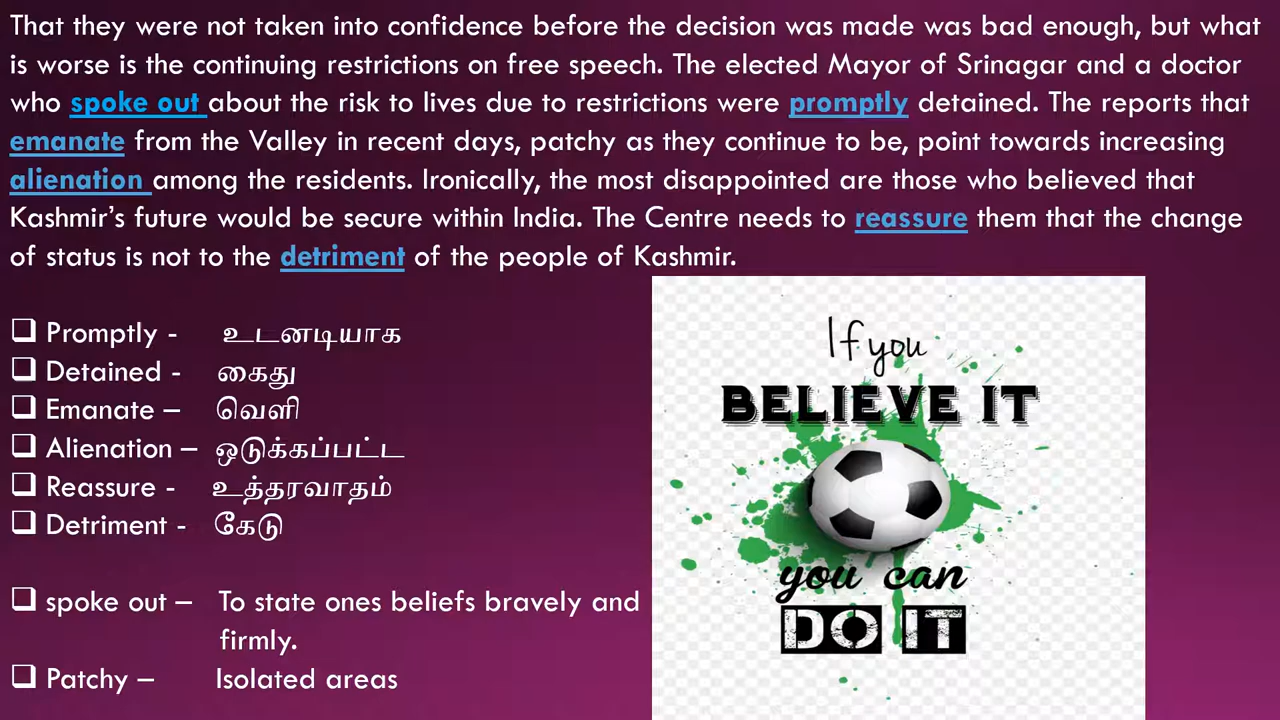 That they were not taken into confidence before the decision was made was bad enough, but what
is worse is the continuing restrictions on free speech. The elected Mayor of Srinagar and a doctor
who spoke out about the risk to lives due to restrictions were promptly detained. The reports that
emanate from the Valley in recent days, patchy as they continue to be, point towards increasing
alienation among the residents. Ironically, the most disappointed are those who believed that
Kashmir's future would be secure within India. The Centre needs to reassure them that the change
of status is not to the detriment of the people of Kashmir.
Promptly - உடனடியாக
Detained - கைது
Emanate – வெளி
Alienation – ஒடுக்கப்பட்ட
Reassure - உத்தரவாதம்
Detriment - கேடு
spoke out – To state ones beliefs bravely and
firmly.
Patchy – Isolated areas
If you
BELIEVE IT
you can
DO IT